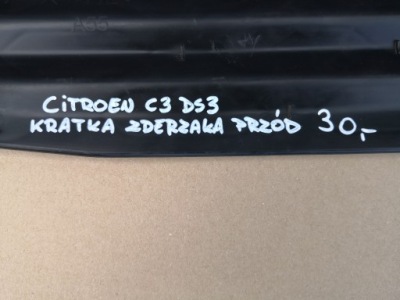 CITROEN C3 DS3
KRATKA ZDERZAKA PRZÓD 30,-